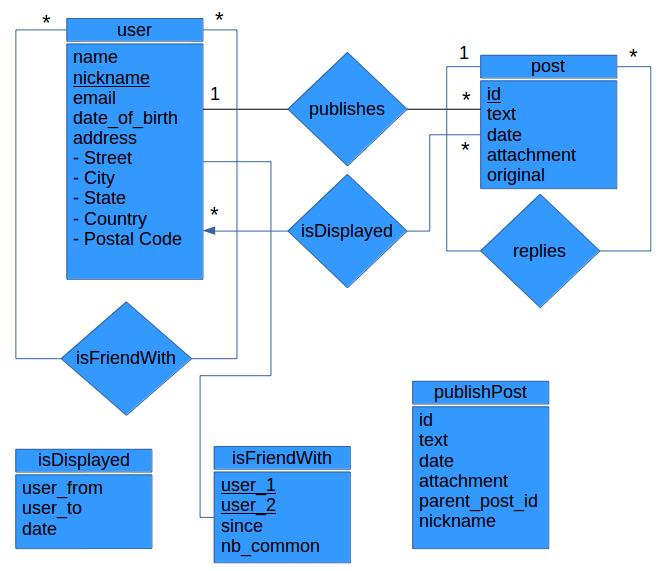 * user *
name
nickname
email
date_of_birth
address
- Street
- City
- State
- Country
- Postal Code
1 publishes *
1 post *
id
text
date
attachment
original
* isDisplayed *
replies
isFriendWith
isDisplayed
user_from
user_to
date
isFriendWith
user_1
user_2
since
nb_common
publishPost
id
text
date
attachment
parent_post_id
nickname